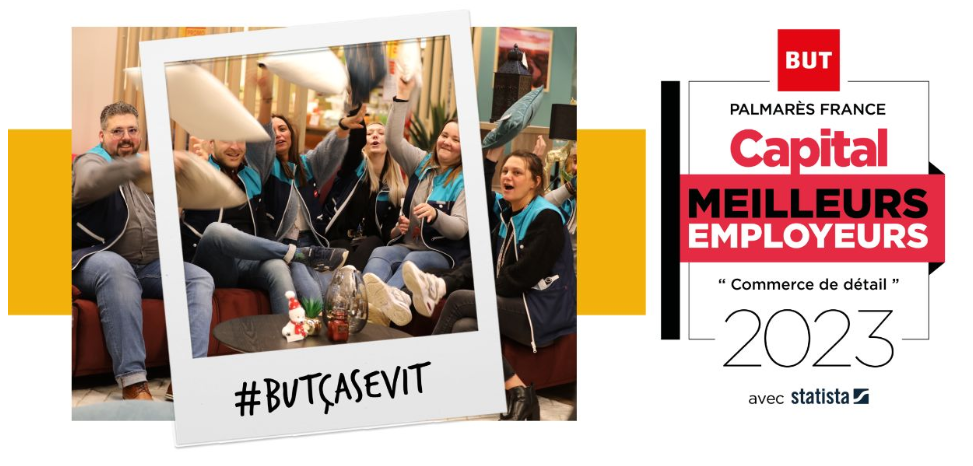 #BUTÇASEVIT
BUT
PALMARÈS FRANCE
Capital
MEILLEURS
EMPLOYEURS
“ Commerce de détail ”
2023
avec statista